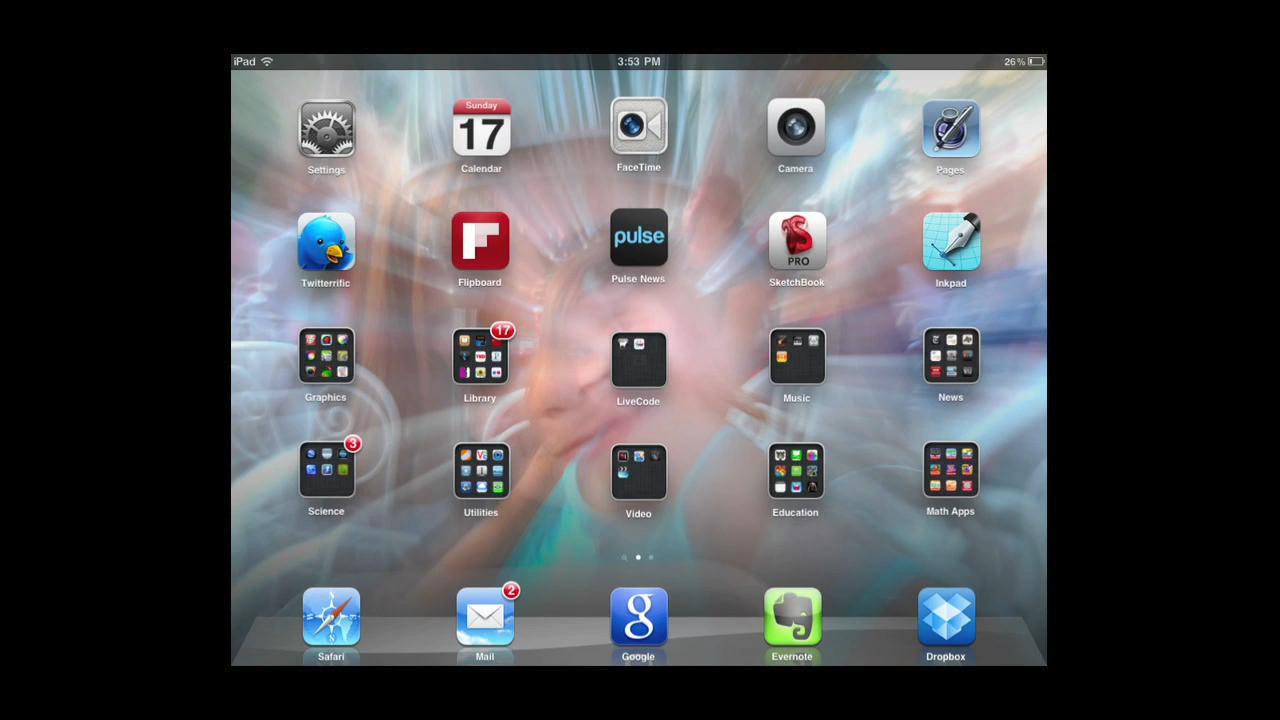 iPad 3:53 PM 26%
Sunday
17
Settings Calendar FaceTime Camera Pages
pulse
PRO
Twitterrific Flipboard Pulse News SketchBook Inkpad
17
Graphics Library LiveCode Music News
3
Science Utilities Video Education Math Apps
2
g
Safari Mail Google Evernote Dropbox